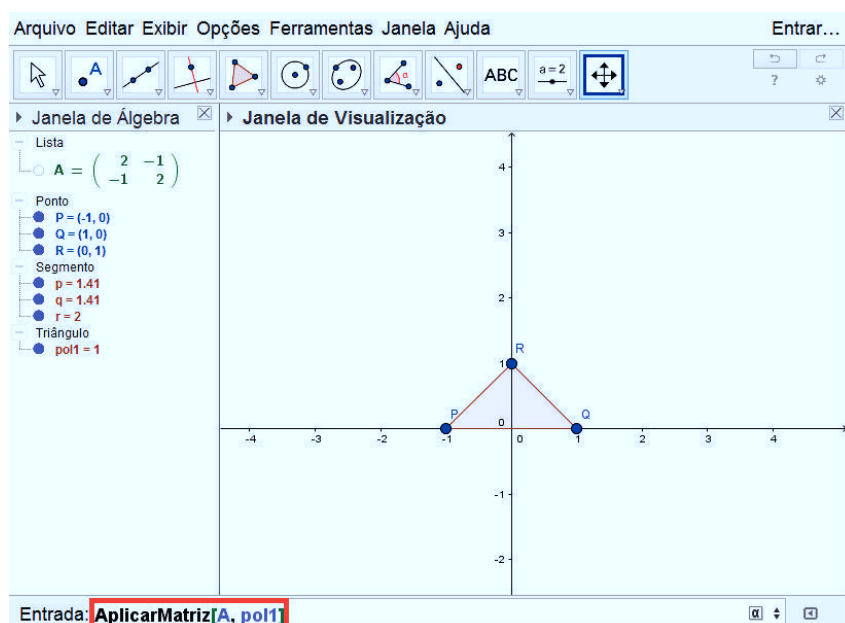 Arquivo Editar Exibir Opções Ferramentas Janela Ajuda Entrar...
A ABC a=2 α ?
Janela de Álgebra
Lista
A = ( 2 −1
−1 2 )
Ponto
P = (-1, 0)
Q = (1, 0)
R = (0, 1)
Segmento
p = 1.41
q = 1.41
r = 2
Triângulo
pol1 = 1
Janela de Visualização
4
3
2
1
0
-1
-2
-4 -3 -2 -1 0 1 2 3 4
R
P
Q
Entrada: AplicarMatriz[A, pol1] α